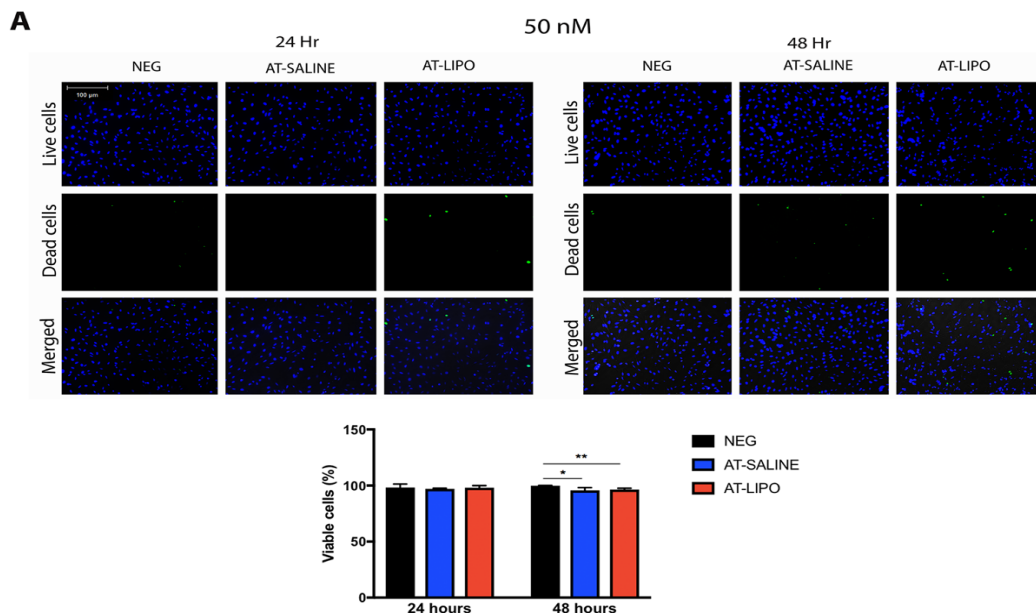 A
50 nM
24 Hr
48 Hr
NEG AT-SALINE AT-LIPO
NEG AT-SALINE AT-LIPO
100 µm
Live cells
Live cells
Dead cells
Dead cells
Merged
Merged
Viable cells (%)
150
100
50
0
**
*
24 hours 48 hours
NEG
AT-SALINE
AT-LIPO